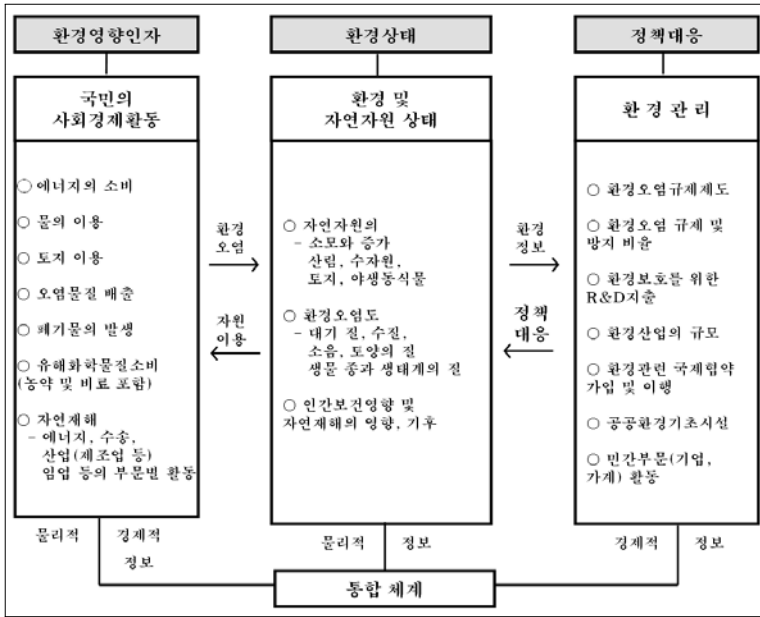 환경영향인자
국민의
사회경제활동
○ 에너지의 소비
○ 물의 이용
○ 토지 이용
○ 오염물질 배출
○ 폐기물의 발생
○ 유해화학물질소비
(농약 및 비료 포함)
○ 자연재해
- 에너지, 수송,
산업(제조업 등)
임업 등의 부문별 활동
물리적 경제적
정보
환경
오염
자원
이용
환경상태
환경 및
자연자원 상태
○ 자연자원의
- 소모와 증가
산림, 수자원,
토지, 야생동식물
○ 환경오염도
- 대기 질, 수질,
소음, 토양의 질
생물 종과 생태계의 질
○ 인간보건영향 및
자연재해의 영향, 기후
물리적 정보
환경
정보
정책
대응
정책대응
환경관리
○ 환경오염규제제도
○ 환경오염 규제 및
방지 비율
○ 환경보호를 위한
R&D지출
○ 환경산업의 규모
○ 환경관련 국제협약
가입 및 이행
○ 공공환경기초시설
○ 민간부문(기업,
가계) 활동
경제적 정보
통합 체계